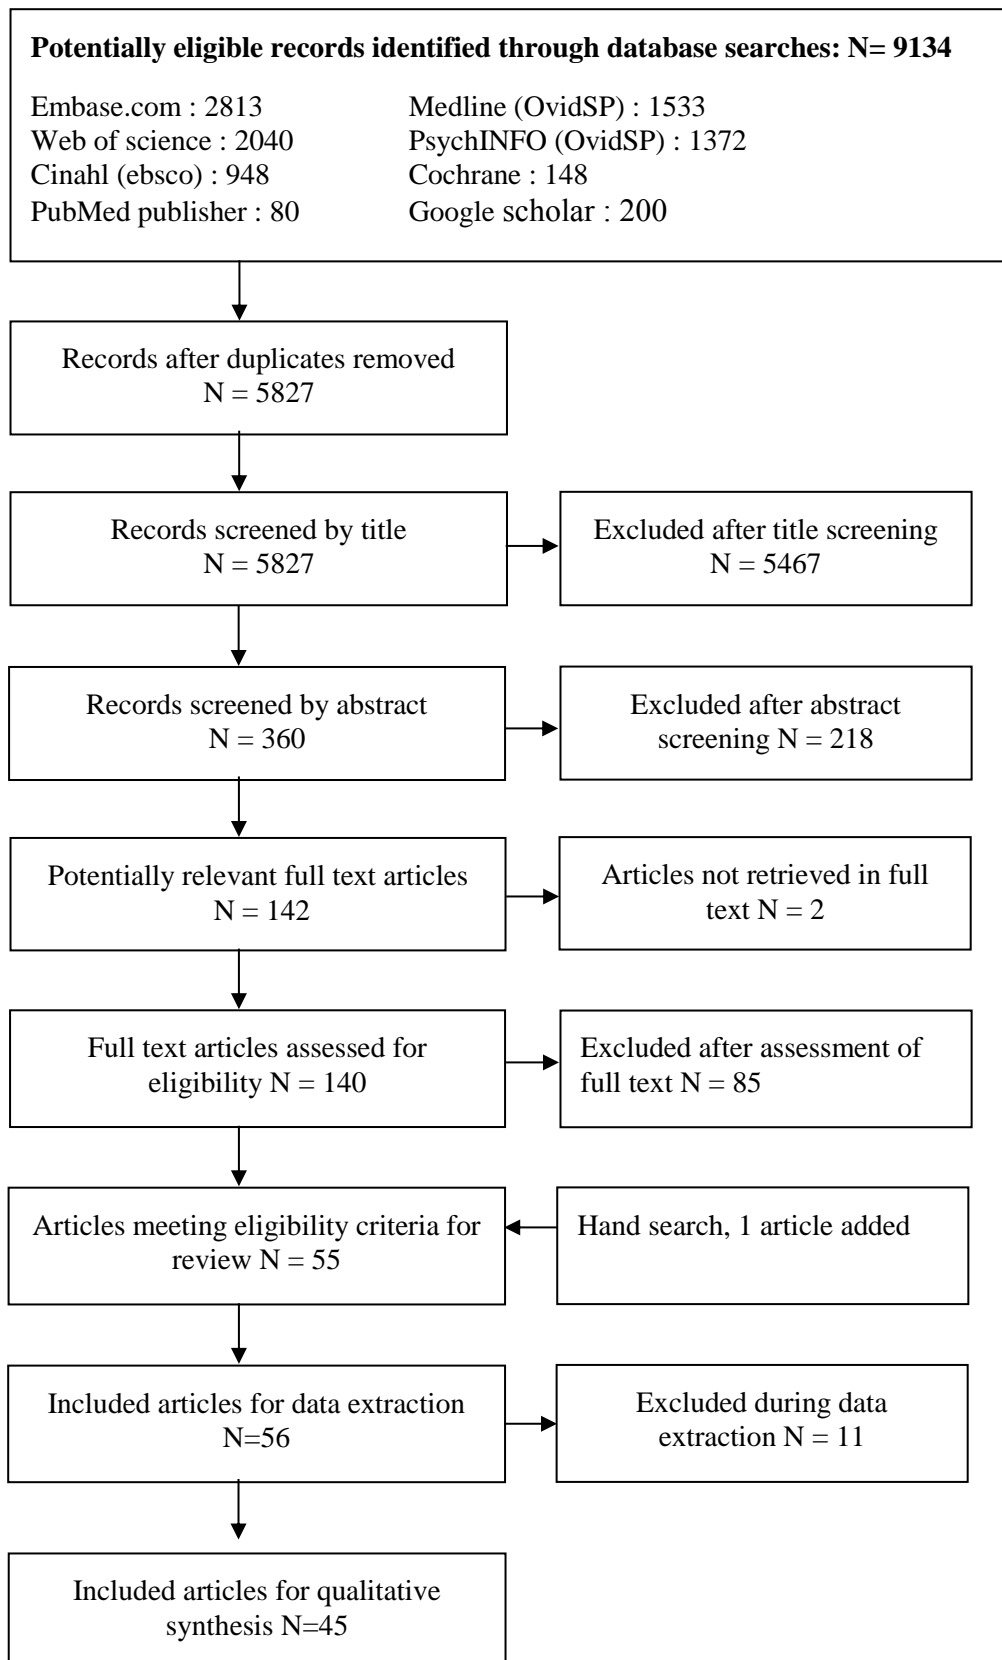 Potentially eligible records identified through database searches: N= 9134
Embase.com : 2813
Medline (OvidSP) : 1533
Web of science : 2040
PsychINFO (OvidSP) : 1372
Cinahl (ebsco) : 948
Cochrane : 148
PubMed publisher : 80
Google scholar : 200
Records after duplicates removed
N = 5827
Records screened by title
N = 5827
Excluded after title screening
N = 5467
Records screened by abstract
N = 360
Excluded after abstract
screening N = 218
Potentially relevant full text articles
N = 142
Articles not retrieved in full
text N = 2
Full text articles assessed for
eligibility N = 140
Excluded after assessment of
full text N = 85
Articles meeting eligibility criteria for
review N = 55
Hand search, 1 article added
Included articles for data extraction
N=56
Excluded during data
extraction N = 11
Included articles for qualitative
synthesis N=45